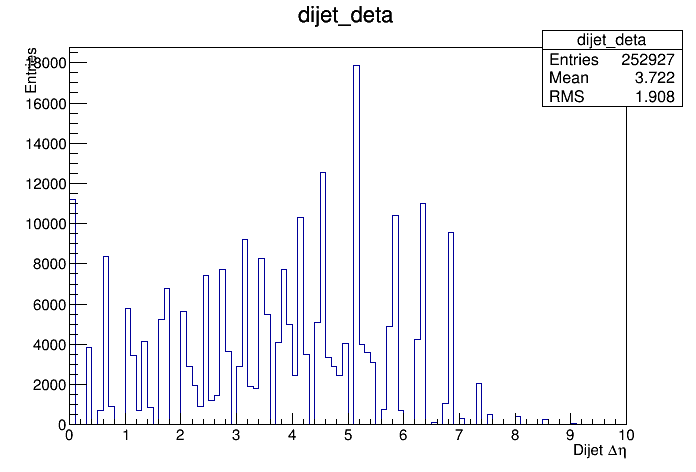 dijet_deta
dijet_deta
Entries 252927
Mean 3.722
RMS 1.908
Entries
18000
16000
14000
12000
10000
8000
6000
4000
2000
0
0 1 2 3 4 5 6 7 8 9 10
Dijet Δη